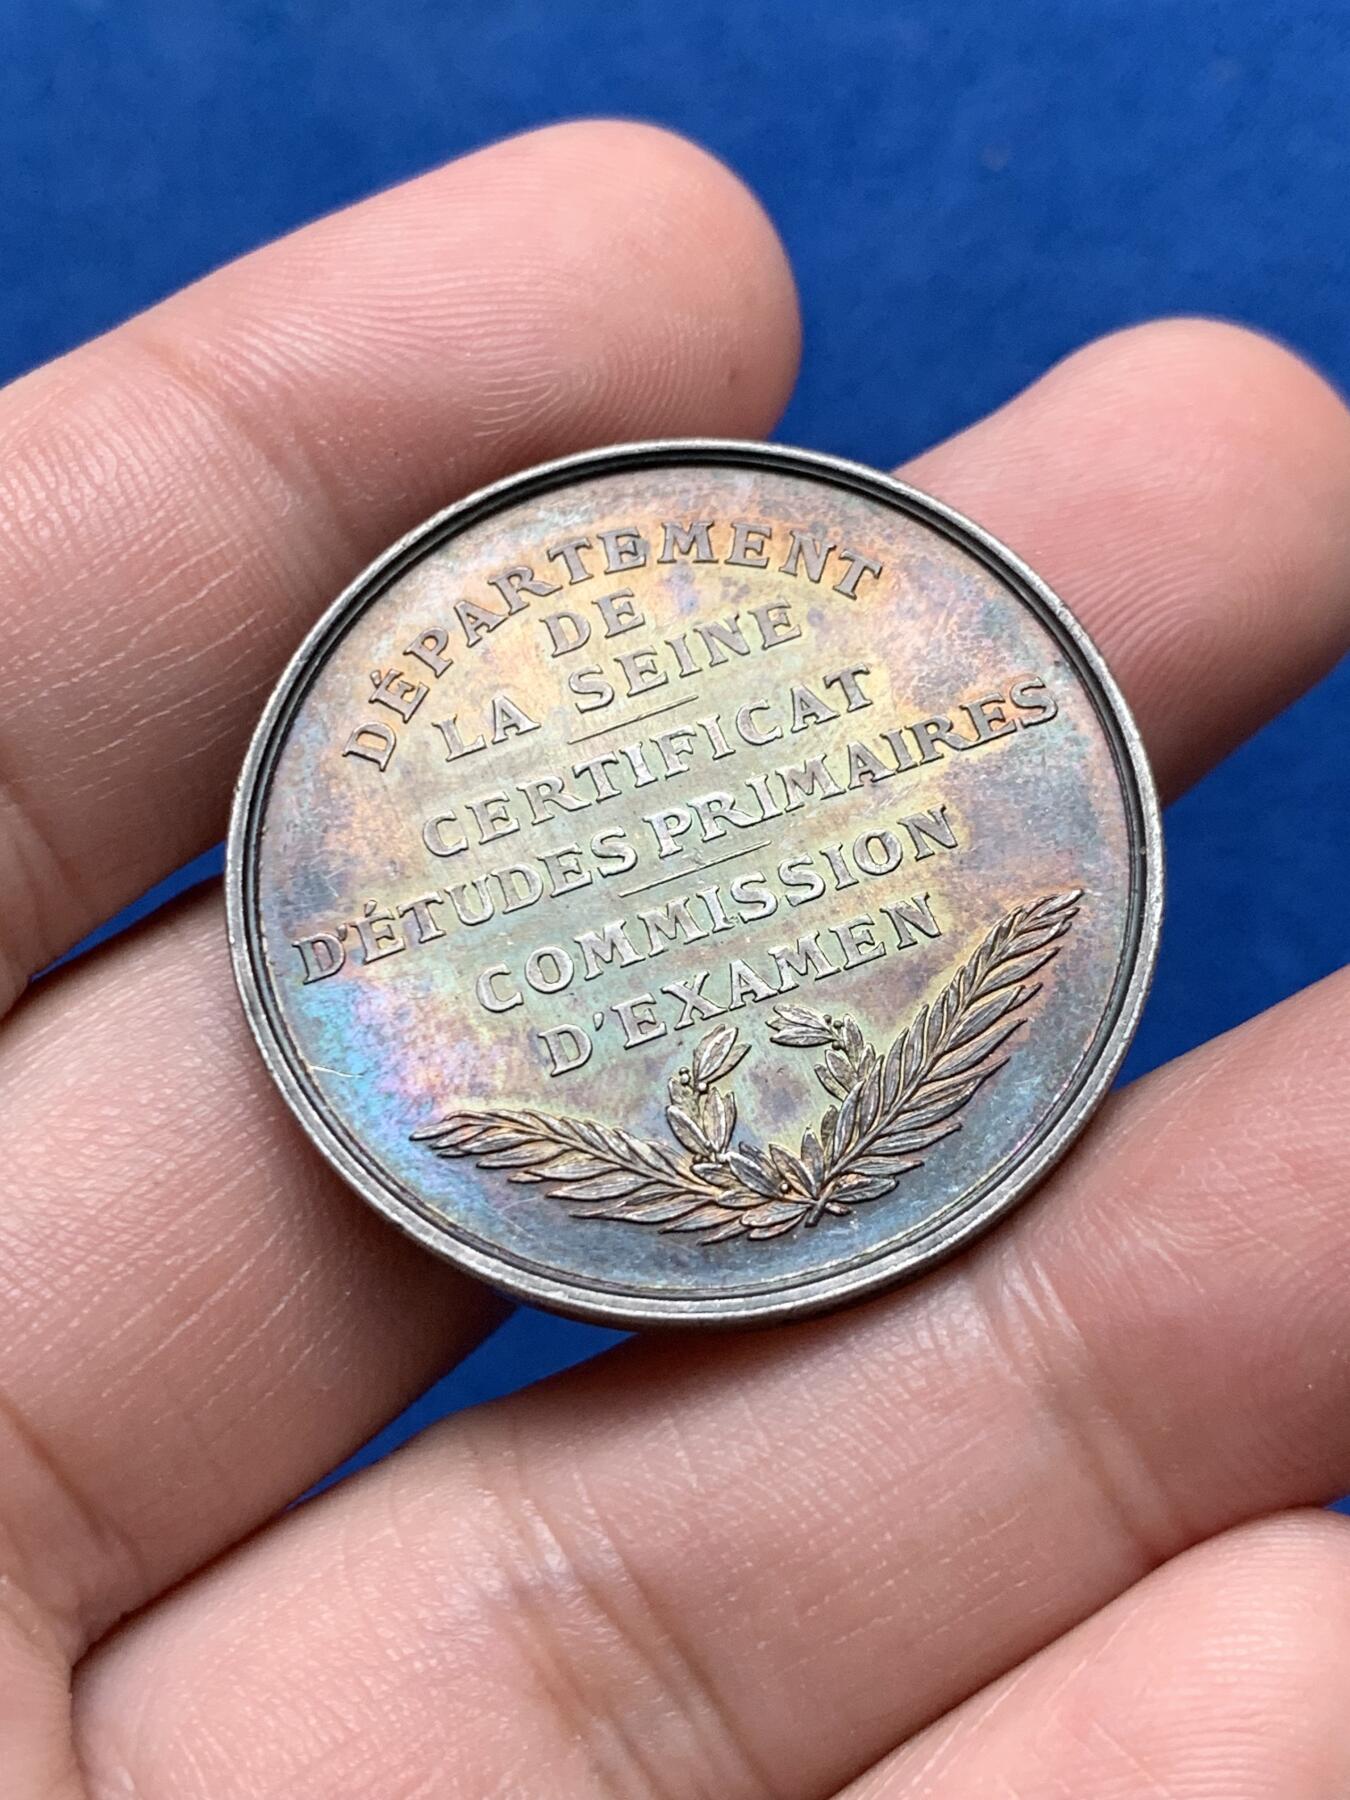 DÉPARTEMENT
DE
LA SEINE
CERTIFICAT
D'ÉTUDES PRIMAIRES
COMMISSION
D'EXAMEN